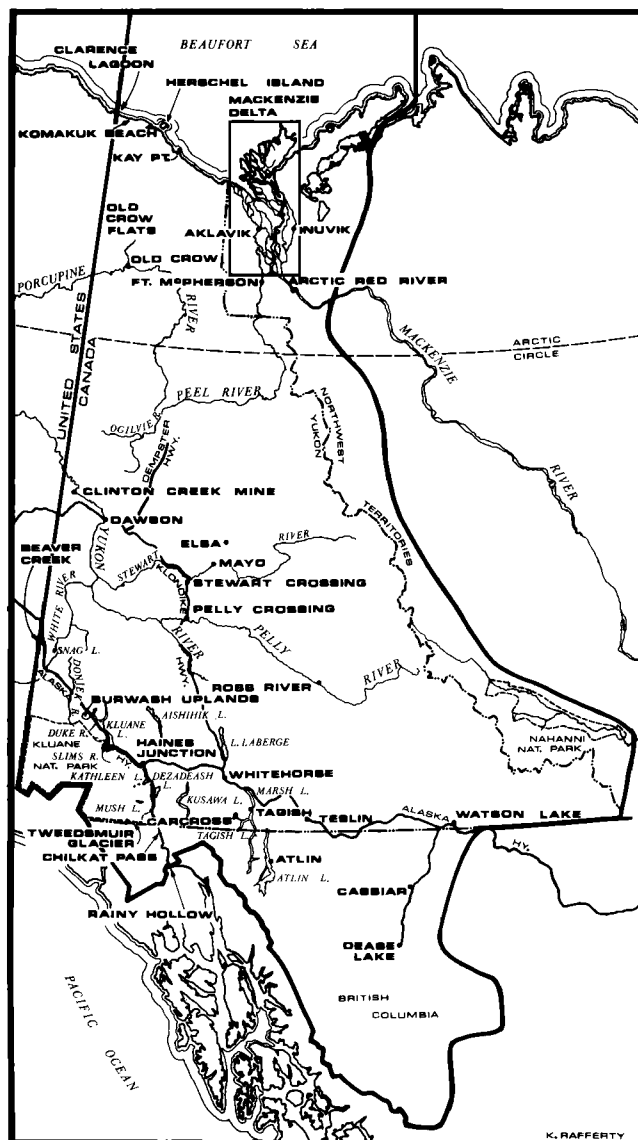 BEAUFORT SEA
CLARENCE
LAGOON
HERSCHEL ISLAND
MACKENZIE
DELTA
KOMAKUK BEACH
KAY PT.
OLD
CROW
FLATS
AKLAVIK
INUVIK
OLD CROW
PORCUPINE
FT. McPHERSON
ARCTIC RED RIVER
RIVER
MACKENZIE
ARCTIC
CIRCLE
UNITED STATES
CANADA
PEEL RIVER
NORTHWEST
YUKON
OGILVIE R.
DEMPSTER
HWY.
RIVER
CLINTON CREEK MINE
TERRITORIES
DAWSON
BEAVER
CREEK
YUKON
ELSA
RIVER
MAYO
STEWART
KLONDIKE
STEWART CROSSING
WHITE RIVER
PELLY CROSSING
SNAG L.
RIVER
PELLY
HWY.
RIVER
ALASKA
DONJEK R.
ROSS RIVER
BURWASH UPLANDS
AISHIHIK L.
KLUANE
L.
DUKE R.
KLUANE
SLIMS R.
NAT. PARK
HY.
HAINES
JUNCTION
L. LABERGE
NAHANNI
NAT. PARK
KATHLEEN L.
DEZADEASH
L.
WHITEHORSE
MARSH L.
MUSH L.
KUSAWA L.
TAGISH
TESLIN
ALASKA
WATSON LAKE
CARCROSS
TWEEDSMUIR
GLACIER
TAGISH L.
HY.
CHILKAT PASS
ATLIN
ATLIN L.
CASSIAR
RAINY HOLLOW
DEASE
LAKE
PACIFIC OCEAN
BRITISH
COLUMBIA
K. RAFFERTY